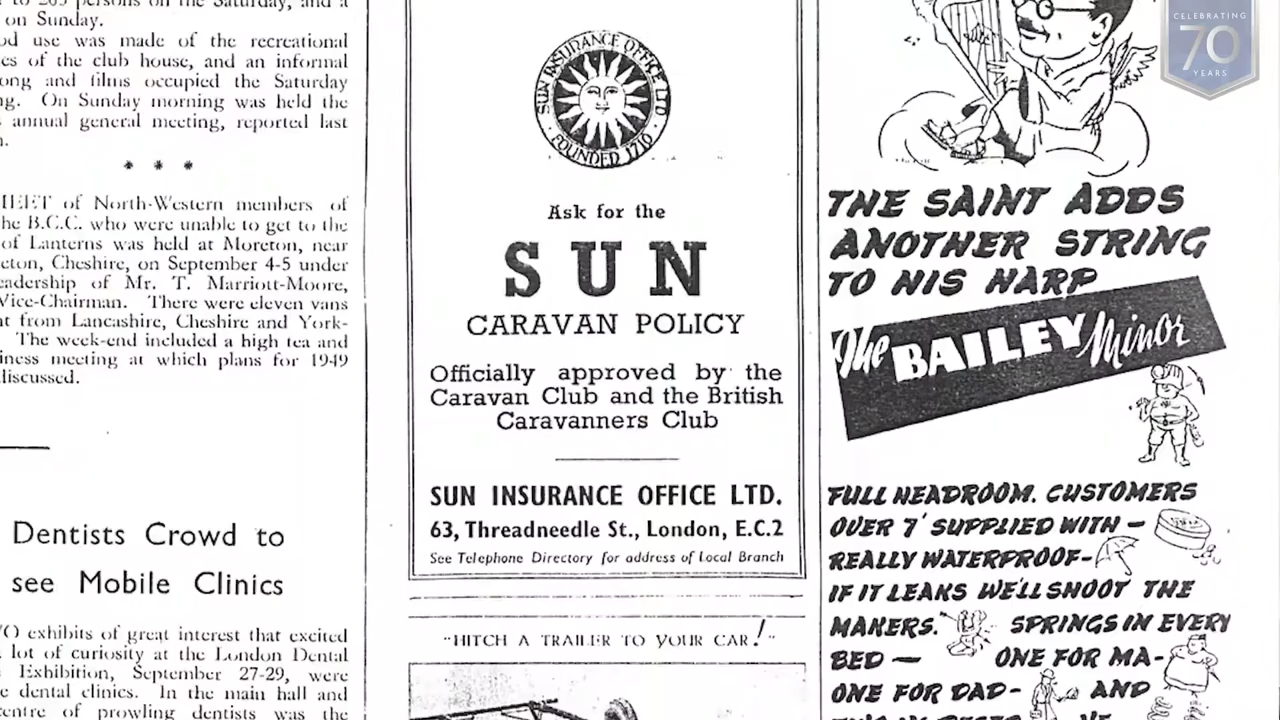 on Sunday.
use was made of the recreational
of the club house, and an informal
and films occupied the Saturday
On Sunday morning was held the
annual general meeting, reported last
* * *
of North-Western members of
B.C.C. who were unable to get to the
of Lanterns was held at Moreton, near
Cheshire, on September 4-5 under
of Mr. T. Marriott-Moore,
Vice-Chairman. There were eleven vans
from Lancashire, Cheshire and York-
The week-end included a high tea and
meeting at which plans for 1949
discussed.
Dentists Crowd to
see Mobile Clinics
exhibits of great interest that excited
lot of curiosity at the London Dental
Exhibition, September 27-29, were
dental clinics. In the main hall and
of prowling dentists was the
SUN INSURANCE OFFICE LTD
FOUNDED 1710
Ask for the
SUN
CARAVAN POLICY
Officially approved by the
Caravan Club and the British
Caravanners Club
SUN INSURANCE OFFICE LTD.
63, Threadneedle St., London, E.C.2
See Telephone Directory for address of Local Branch
"HITCH A TRAILER TO YOUR CAR!"
CELEBRATING
70
YEARS
THE SAINT ADDS
ANOTHER STRING
TO HIS HARP
The BAILEY Minor
FULL HEADROOM. CUSTOMERS
OVER 7' SUPPLIED WITH —
REALLY WATERPROOF-
IF IT LEAKS WE'LL SHOOT THE
MAKERS. SPRINGS IN EVERY
BED — ONE FOR MA-
ONE FOR DAD- AND